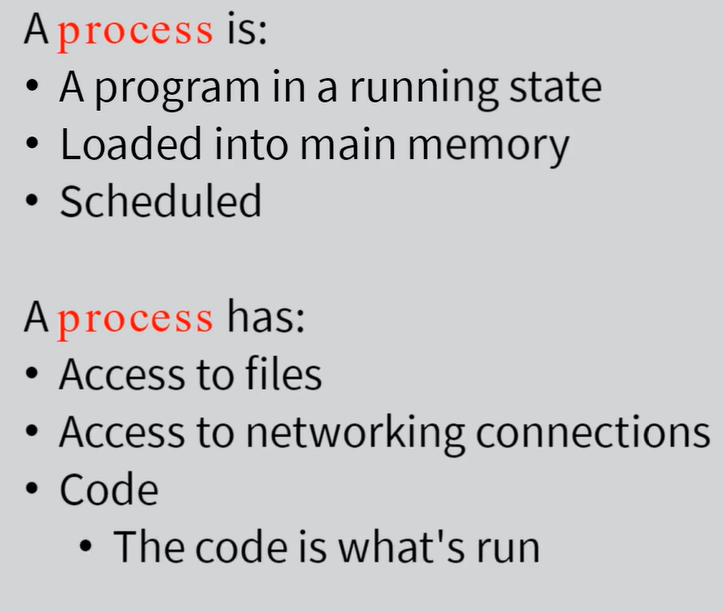 A process is:
• A program in a running state
• Loaded into main memory
• Scheduled
A process has:
• Access to files
• Access to networking connections
• Code
• The code is what's run